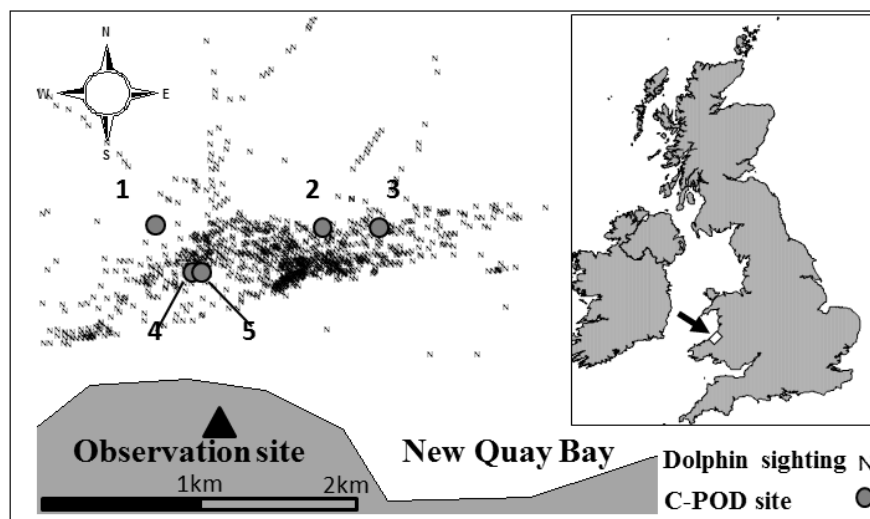 N
W E
S
1 2 3
4 5
Observation site
New Quay Bay
1km 2km
Dolphin sighting N
C-POD site